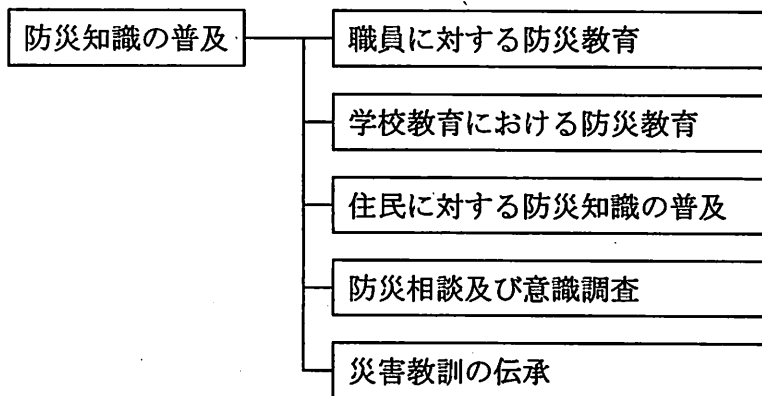 防災知識の普及
職員に対する防災教育
学校教育における防災教育
住民に対する防災知識の普及
防災相談及び意識調査
災害教訓の伝承